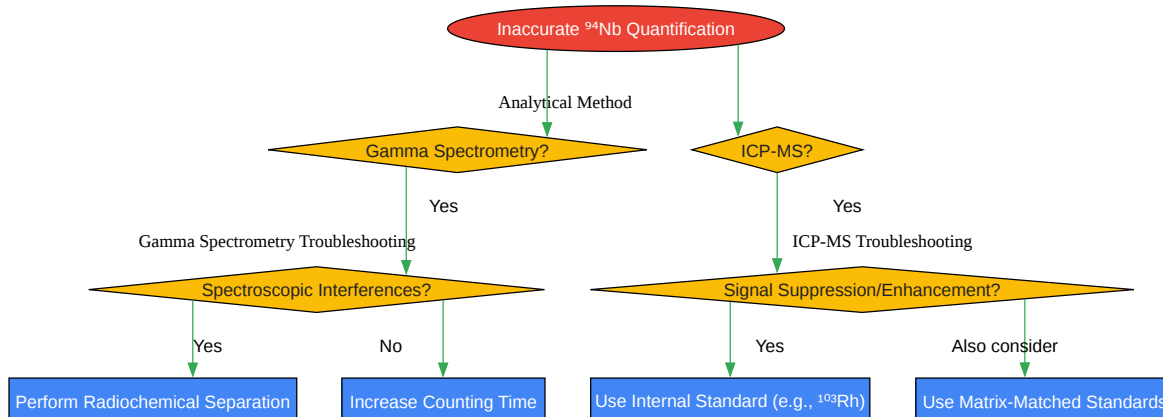 Inaccurate ⁹⁴Nb Quantification
Analytical Method
Gamma Spectrometry?
ICP-MS?
Yes
Yes
Gamma Spectrometry Troubleshooting
ICP-MS Troubleshooting
Spectroscopic Interferences?
Signal Suppression/Enhancement?
Yes
No
Yes
Also consider
Perform Radiochemical Separation
Increase Counting Time
Use Internal Standard (e.g., ¹⁰³Rh)
Use Matrix-Matched Standards